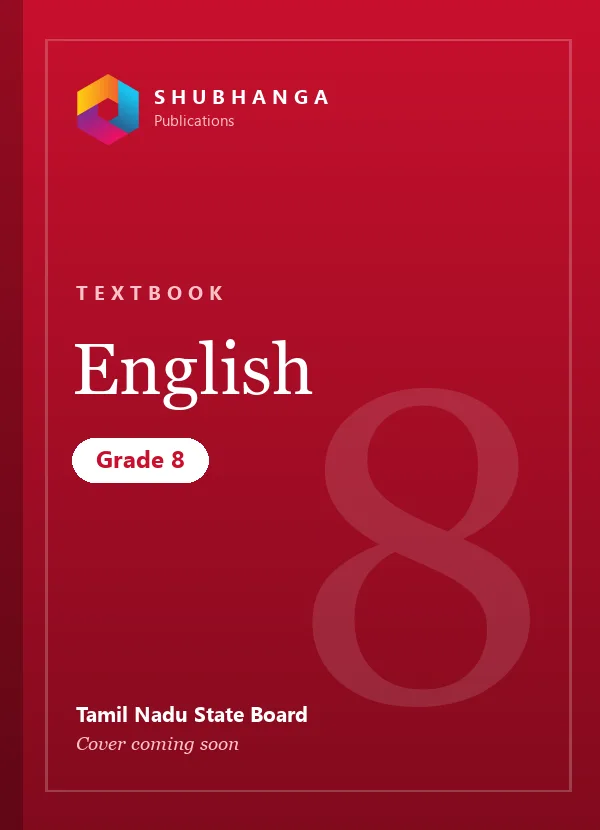 SHUBHANGA
Publications
TEXTBOOK
English
Grade 8
8
Tamil Nadu State Board
Cover coming soon